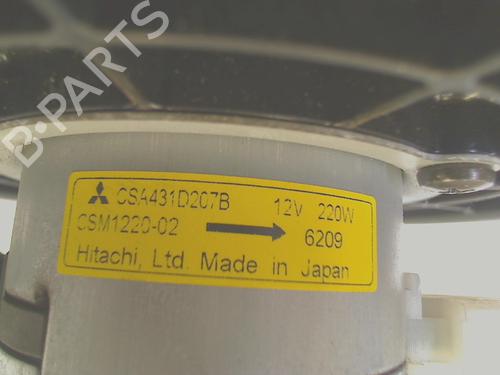 B-PARTS
CSA431D207B 12V 220W
CSM1220-02 6209
Hitachi, Ltd. Made in Japan